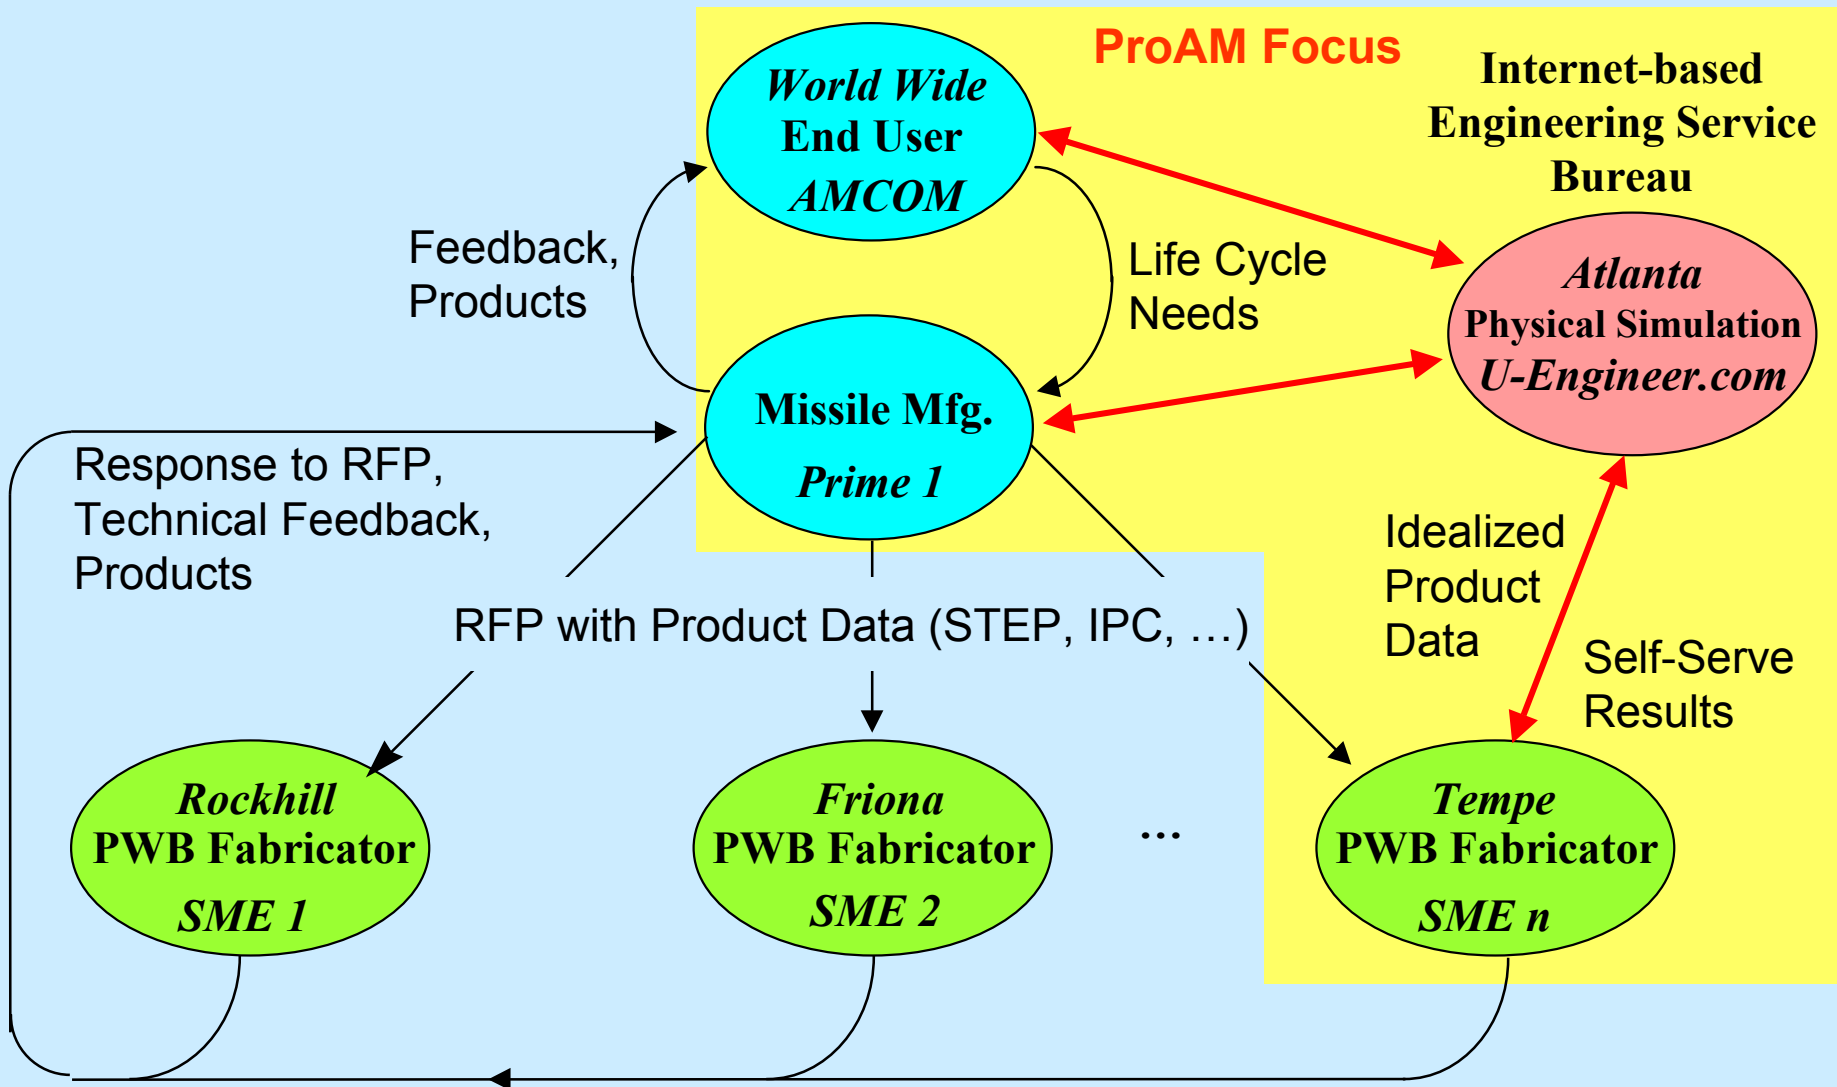 ProAM Focus
World Wide
End User
AMCOM
Internet-based
Engineering Service
Bureau
Feedback,
Products
Life Cycle
Needs
Atlanta
Physical Simulation
U-Engineer.com
Missile Mfg.
Prime 1
Response to RFP,
Technical Feedback,
Products
Idealized
Product
Data
RFP with Product Data (STEP, IPC, …)
Self-Serve
Results
Rockhill
PWB Fabricator
SME 1
Friona
PWB Fabricator
SME 2
…
Tempe
PWB Fabricator
SME n